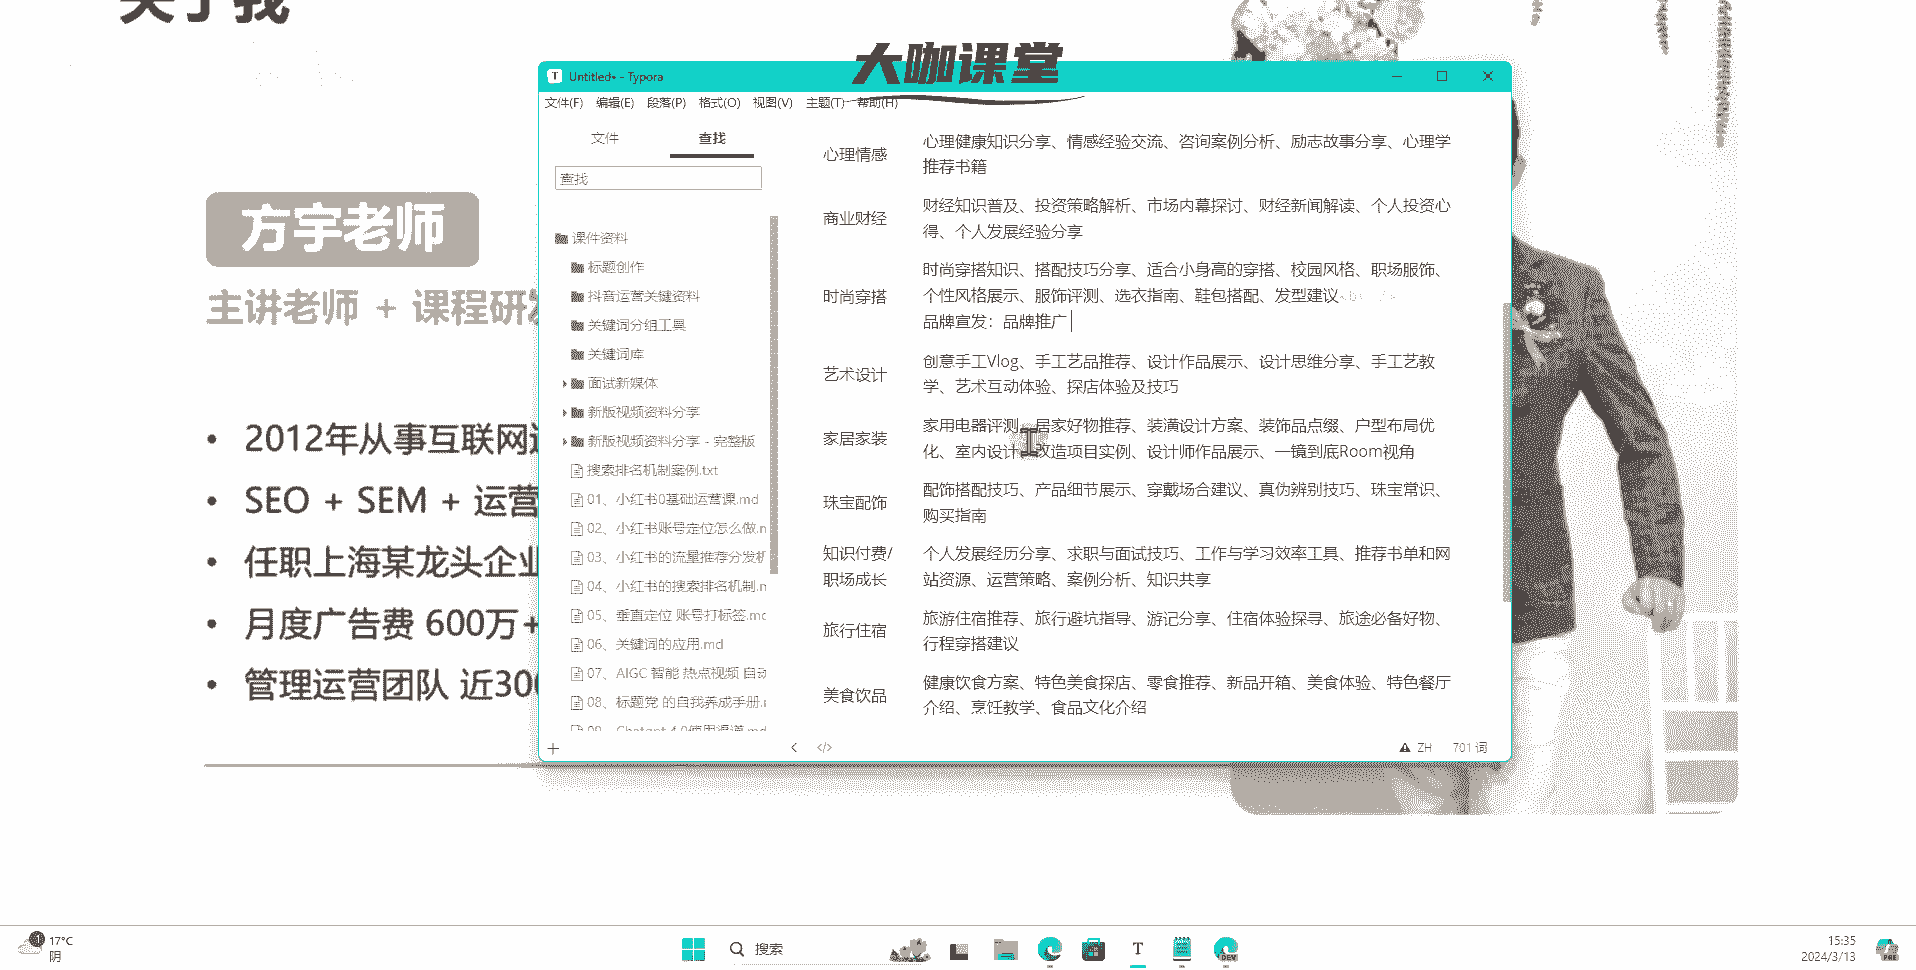 关于我
大咖课堂
Untitled• - Typora
文件(F) 编辑(E) 段落(P) 格式(O) 视图(V) 主题(T) 帮助(H)
文件 查找
查找
课件资料
标题创作
抖音运营关键资料
关键词分组工具
关键词库
面试新媒体
新版视频资料分享
新版视频资料分享 - 完整版
搜索排名机制案例.txt
01、小红书0基础运营课.md
02、小红书账号定位怎么做.m
03、小红书的流量推荐分发机
04、小红书的搜索排名机制.m
05、垂直定位 账号打标签.mc
06、关键词的应用.md
07、AIGC 智能 热点视频 自动
08、标题党 的自我养成手册.r
心理情感
心理健康知识分享、情感经验交流、咨询案例分析、励志故事分享、心理学
推荐书籍
商业财经
财经知识普及、投资策略解析、市场内幕探讨、财经新闻解读、个人投资心
得、个人发展经验分享
时尚穿搭
时尚穿搭知识、搭配技巧分享、适合小身高的穿搭、校园风格、职场服饰、
个性风格展示、服饰评测、选衣指南、鞋包搭配、发型建议
品牌宣发：品牌推广
艺术设计
创意手工Vlog、手工艺品推荐、设计作品展示、设计思维分享、手工艺教
学、艺术互动体验、探店体验及技巧
家居家装
家用电器评测、居家好物推荐、装潢设计方案、装饰品点缀、户型布局优
化、室内设计、改造项目实例、设计师作品展示、一镜到底Room视角
珠宝配饰
配饰搭配技巧、产品细节展示、穿戴场合建议、真伪辨别技巧、珠宝常识、
购买指南
知识付费/
职场成长
个人发展经历分享、求职与面试技巧、工作与学习效率工具、推荐书单和网
站资源、运营策略、案例分析、知识共享
旅行住宿
旅游住宿推荐、旅行避坑指导、游记分享、住宿体验探寻、旅途必备好物、
行程穿搭建议
美食饮品
健康饮食方案、特色美食探店、零食推荐、新品开箱、美食体验、特色餐厅
介绍、烹饪教学、食品文化介绍
ZH 701 词
方宇老师
主讲老师 + 课程研
2012年从事互联网
SEO + SEM + 运营
任职上海某龙头企业
月度广告费 600万+
管理运营团队 近30
17°C
阴
搜索
15:35
2024/3/13